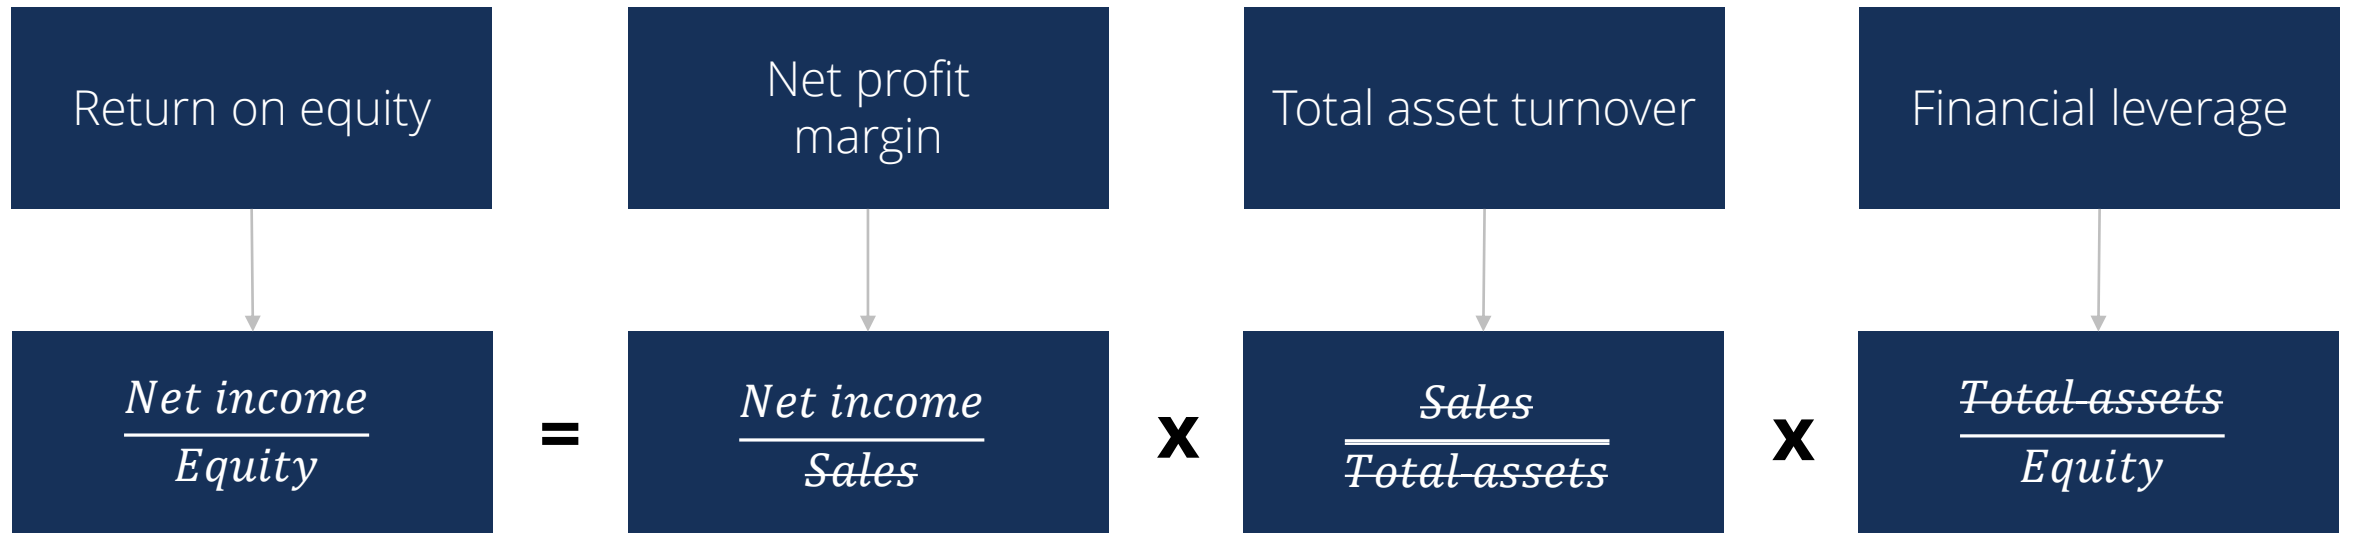 Return on equity
Net profit
margin
Total asset turnover
Financial leverage
Net income
Equity
=
Net income
Sales
x
Sales
Total assets
x
Total assets
Equity